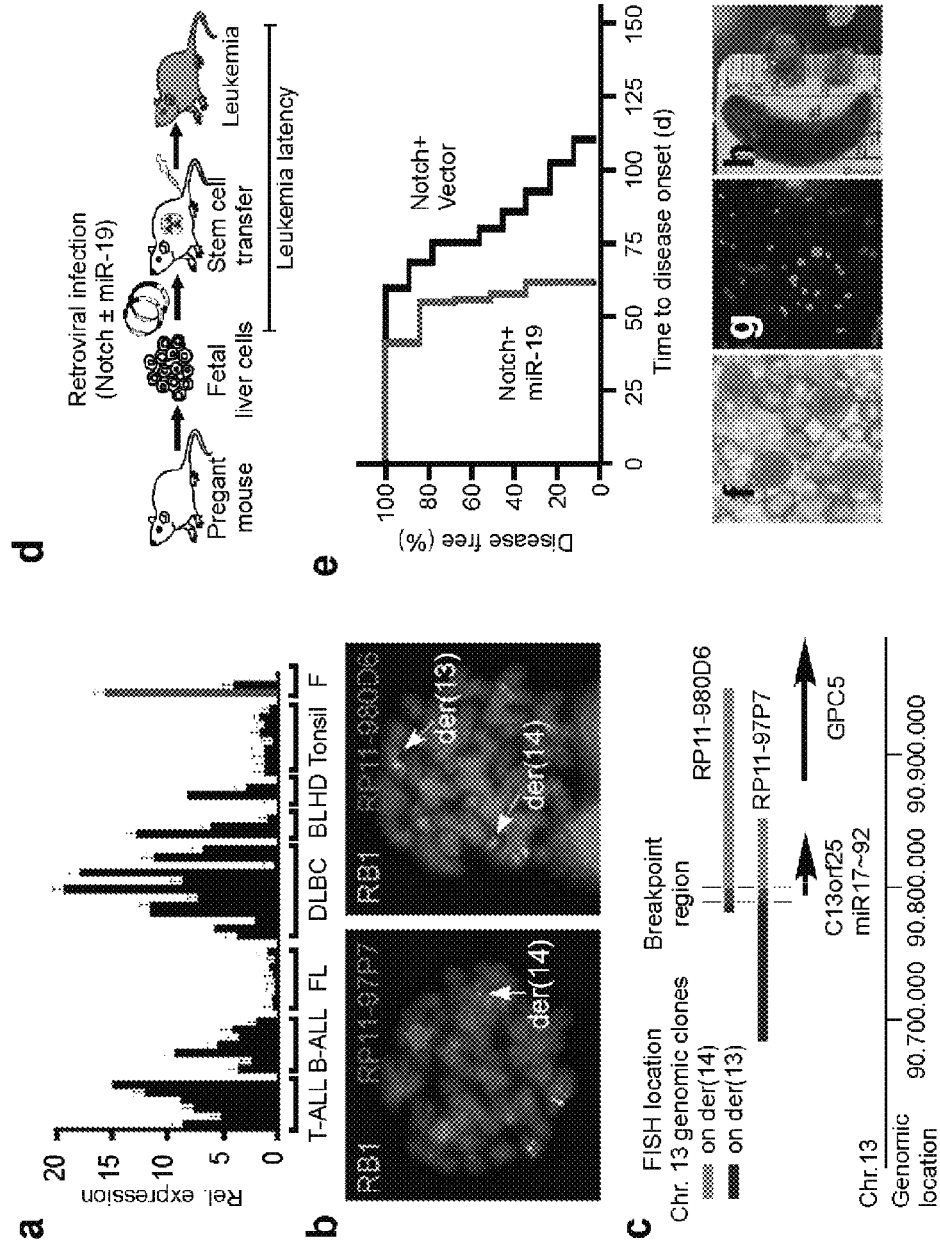 a
Rel. expression
20
15
10
5
0
T-ALL B-ALL FL DLBC BLHD Tonsil F
b
RB1 RP11-97P7
der(14)
RB1 RP11-980D6
der(13)
der(14)
c
FISH location
Chr. 13 genomic clones
on der(14)
on der(13)
Breakpoint
region
RP11-980D6
RP11-97P7
C13orf25
miR17~92
GPC5
Chr.13
Genomic
location
90.700.000 90.800.000 90.900.000
d
Retroviral infection
(Notch ± miR-19)
Pregant
mouse
Fetal
liver cells
Stem cell
transfer
Leukemia
Leukemia latency
e
Disease free (%)
100
80
60
40
20
0
Notch+
Vector
Notch+
miR-19
0 25 50 75 100 125 150
Time to disease onset (d)
f
g
h